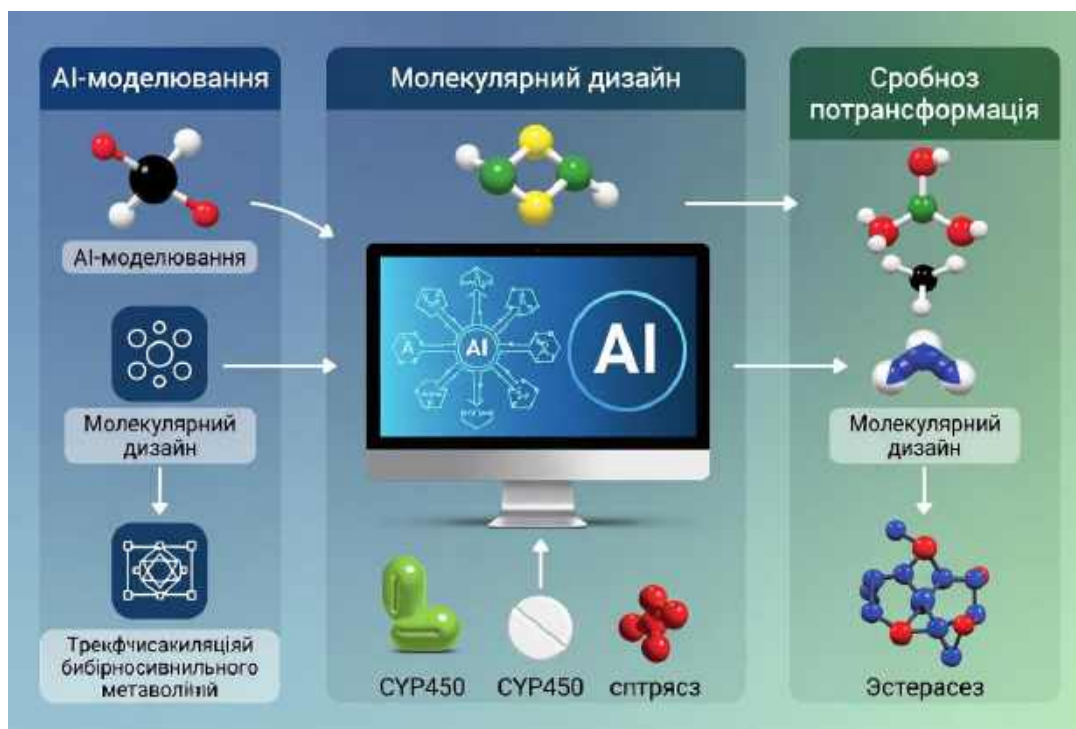 AI-моделювання
Молекулярний дизайн
Сробноз
потрансформація
AI-моделювання
Молекулярний
дизайн
Трекфчисакиляціяй
бибірносивнильного
метаволіний
AI
AI
CYP450
CYP450
сптрясз
Молекулярний
дизайн
Эстерасез